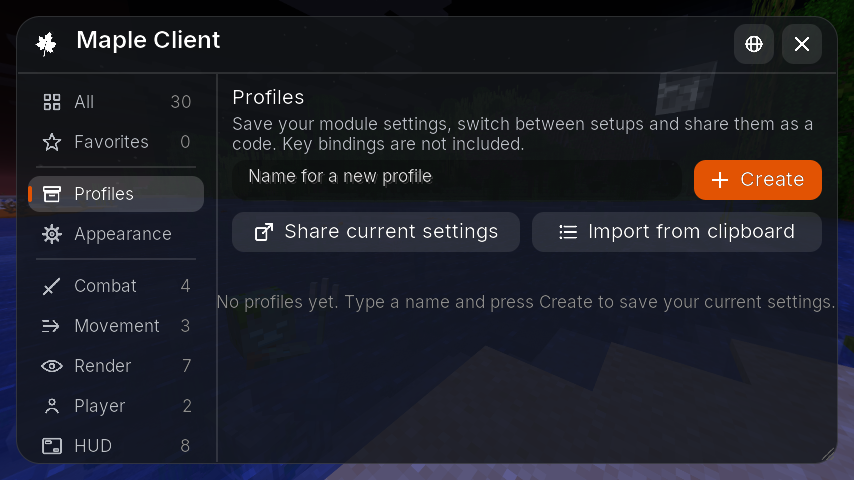 Maple Client
All 30
Favorites 0
Profiles
Appearance
Combat 4
Movement 3
Render 7
Player 2
HUD 8
Profiles
Save your module settings, switch between setups and share them as a
code. Key bindings are not included.
Name for a new profile
Create
Share current settings
Import from clipboard
No profiles yet. Type a name and press Create to save your current settings.